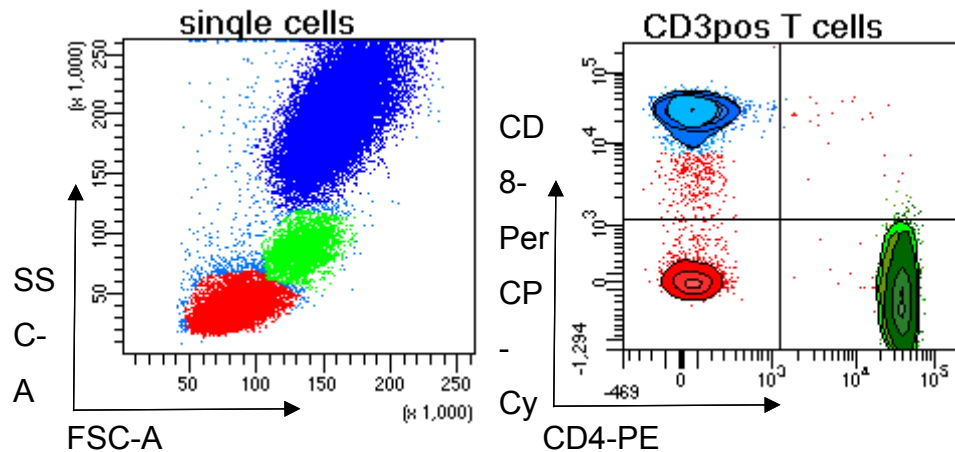 sinqle cells
(x 1,000)
250
200
150
100
50
50 100 150 200 250
(x 1,000)
SS
C-
A
FSC-A
CD3pos T cells
CD
8-
Per
CP
-
Cy
10^5
10^4
10^3
0
-1,294
-469
0 10^3 10^4 10^5
CD4-PE